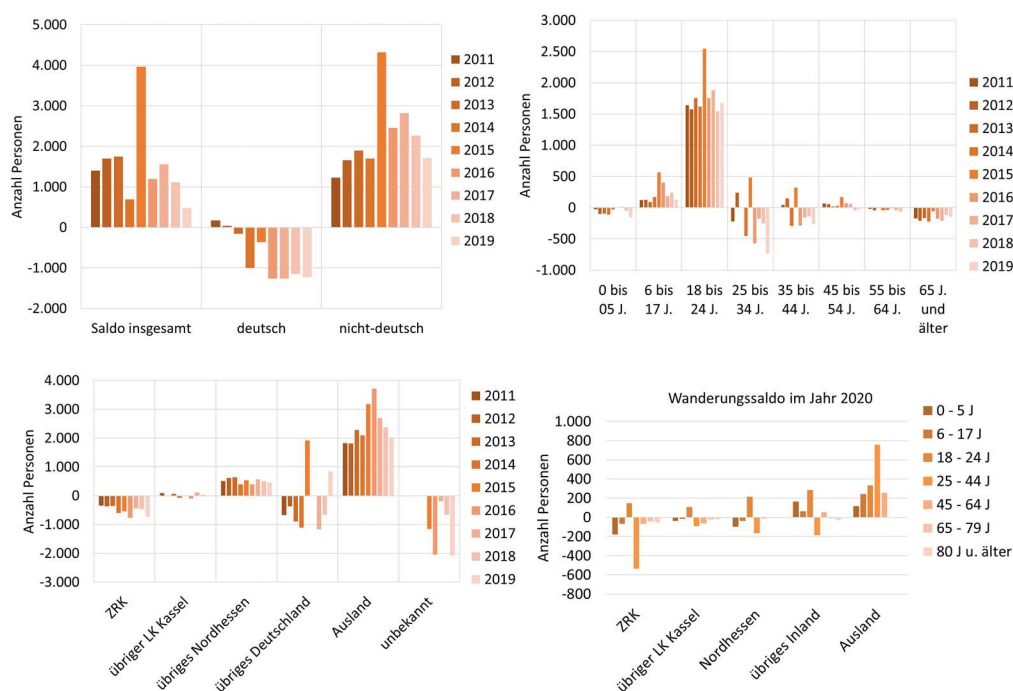 5.000
4.000
3.000
2.000
1.000
0
-1.000
-2.000
Anzahl Personen
Saldo insgesamt
deutsch
nicht-deutsch
2011
2012
2013
2014
2015
2016
2017
2018
2019
3.000
2.500
2.000
1.500
1.000
500
0
-500
-1.000
Anzahl Personen
0 bis
05 J.
6 bis
17 J.
18 bis
24 J.
25 bis
34 J.
35 bis
44 J.
45 bis
54 J.
55 bis
64 J.
65 J.
und
älter
2011
2012
2013
2014
2015
2016
2017
2018
2019
4.000
3.000
2.000
1.000
0
-1.000
-2.000
-3.000
Anzahl Personen
ZRK
übriger LK Kassel
übriges Nordhessen
übriges Deutschland
Ausland
unbekannt
2011
2012
2013
2014
2015
2016
2017
2018
2019
Wanderungssaldo im Jahr 2020
1.000
800
600
400
200
0
-200
-400
-600
-800
Anzahl Personen
ZRK
übriger LK Kassel
Nordhessen
übriges Inland
Ausland
0 - 5 J
6 - 17 J
18 - 24 J
25 - 44 J
45 - 64 J
65 - 79 J
80 J u. älter